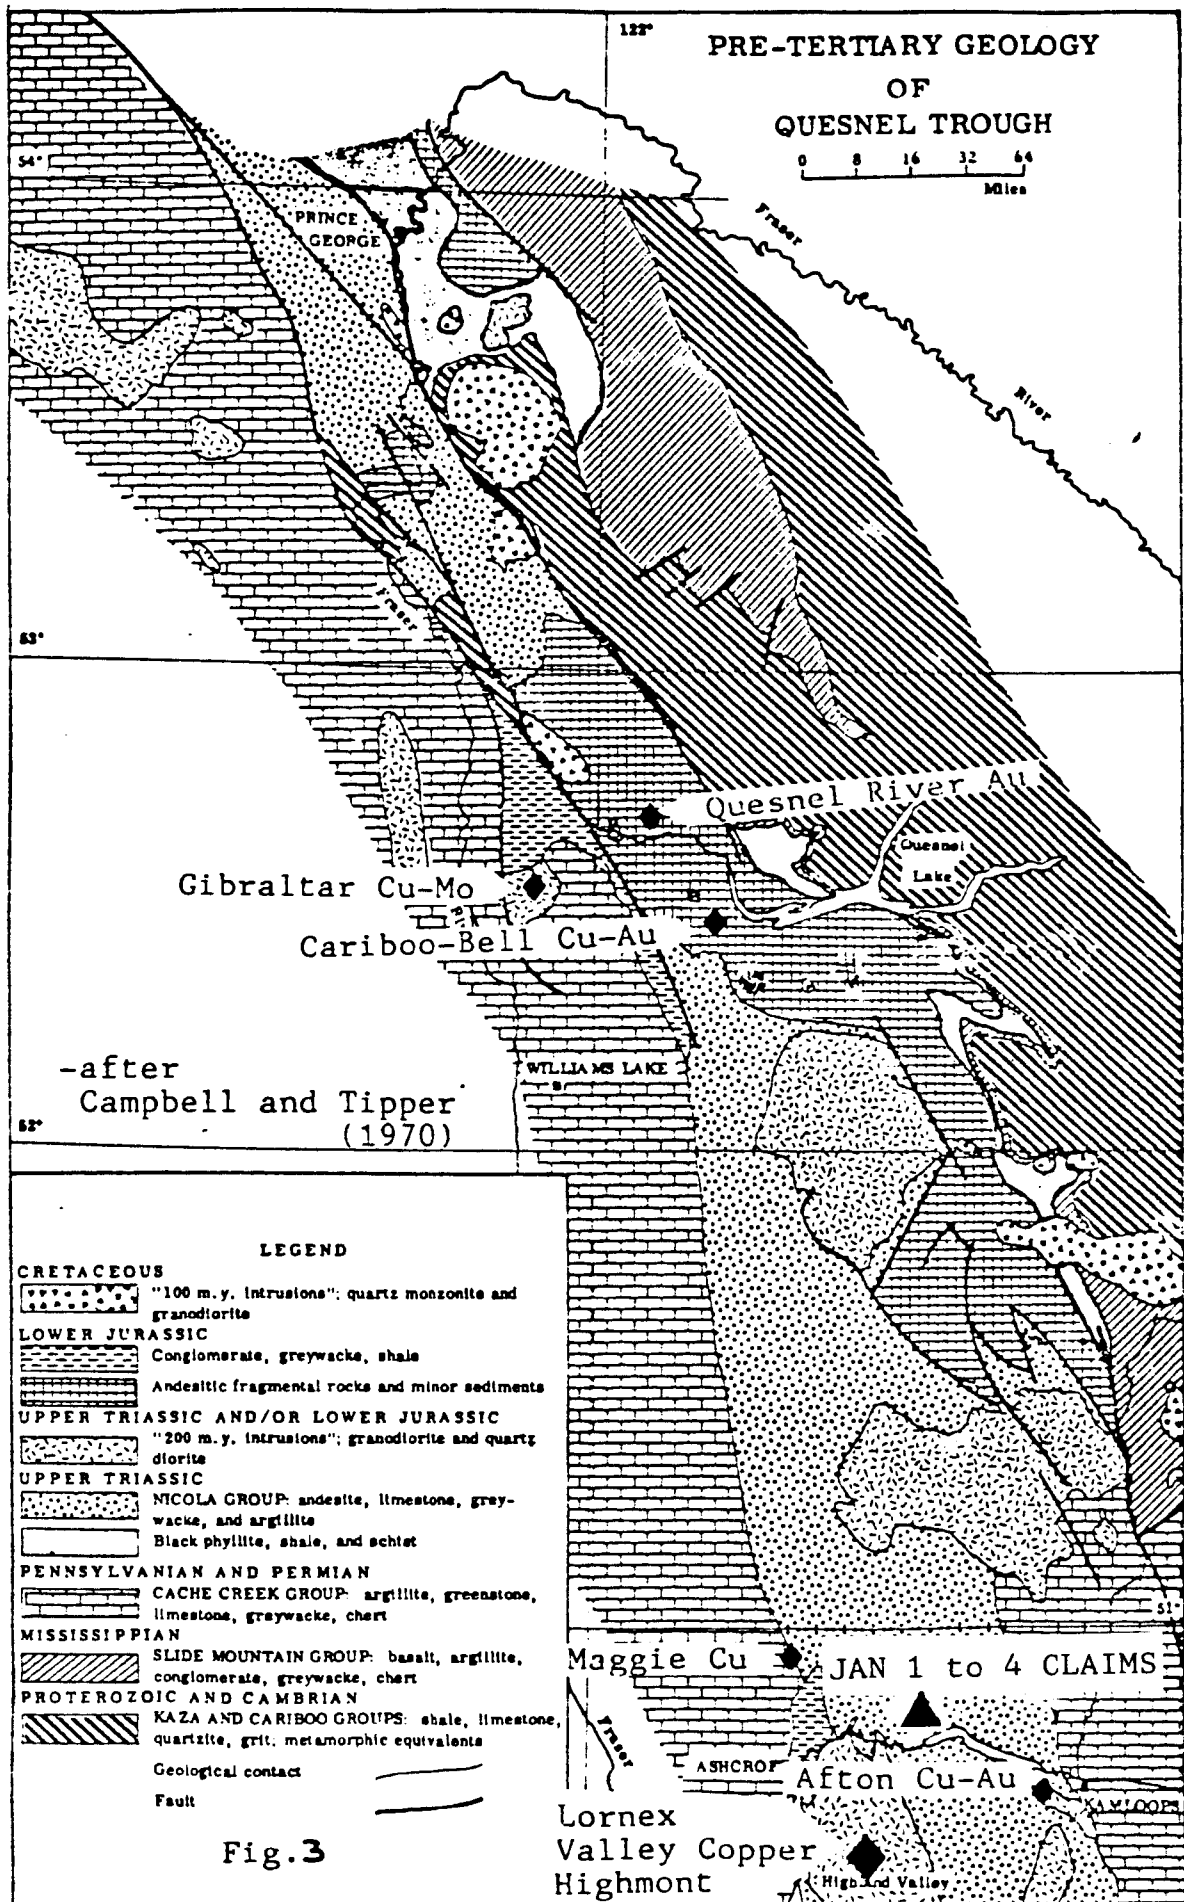 122°
PRE-TERTIARY GEOLOGY
OF
QUESNEL TROUGH
0 8 16 32 64
Miles
54°
PRINCE
GEORGE
Fraser
River
Fraser
53°
Quesnel River Au
Quesnel
Lake
Gibraltar Cu-Mo
Cariboo-Bell Cu-Au
WILLIAMS LAKE
-after
Campbell and Tipper
(1970)
52°
LEGEND
CRETACEOUS
"100 m.y. intrusions"; quartz monzonite and
granodiorite
LOWER JURASSIC
Conglomerate, greywacke, shale
Andesitic fragmental rocks and minor sediments
UPPER TRIASSIC AND/OR LOWER JURASSIC
"200 m.y. intrusions"; granodiorite and quartz
diorite
UPPER TRIASSIC
NICOLA GROUP: andesite, limestone, grey-
wacke, and argillite
Black phyllite, shale, and schist
PENNSYLVANIAN AND PERMIAN
CACHE CREEK GROUP: argillite, greenstone,
limestone, greywacke, chert
MISSISSIPPIAN
SLIDE MOUNTAIN GROUP: basalt, argillite,
conglomerate, greywacke, chert
PROTEROZOIC AND CAMBRIAN
KAZA AND CARIBOO GROUPS: shale, limestone,
quartzite, grit; metamorphic equivalents
Geological contact
Fault
Fig.3
51°
Maggie Cu
JAN 1 to 4 CLAIMS
Fraser
ASHCROF
Afton Cu-Au
KAMLOOPS
Lornex
Valley Copper
Highmont
Highland Valley